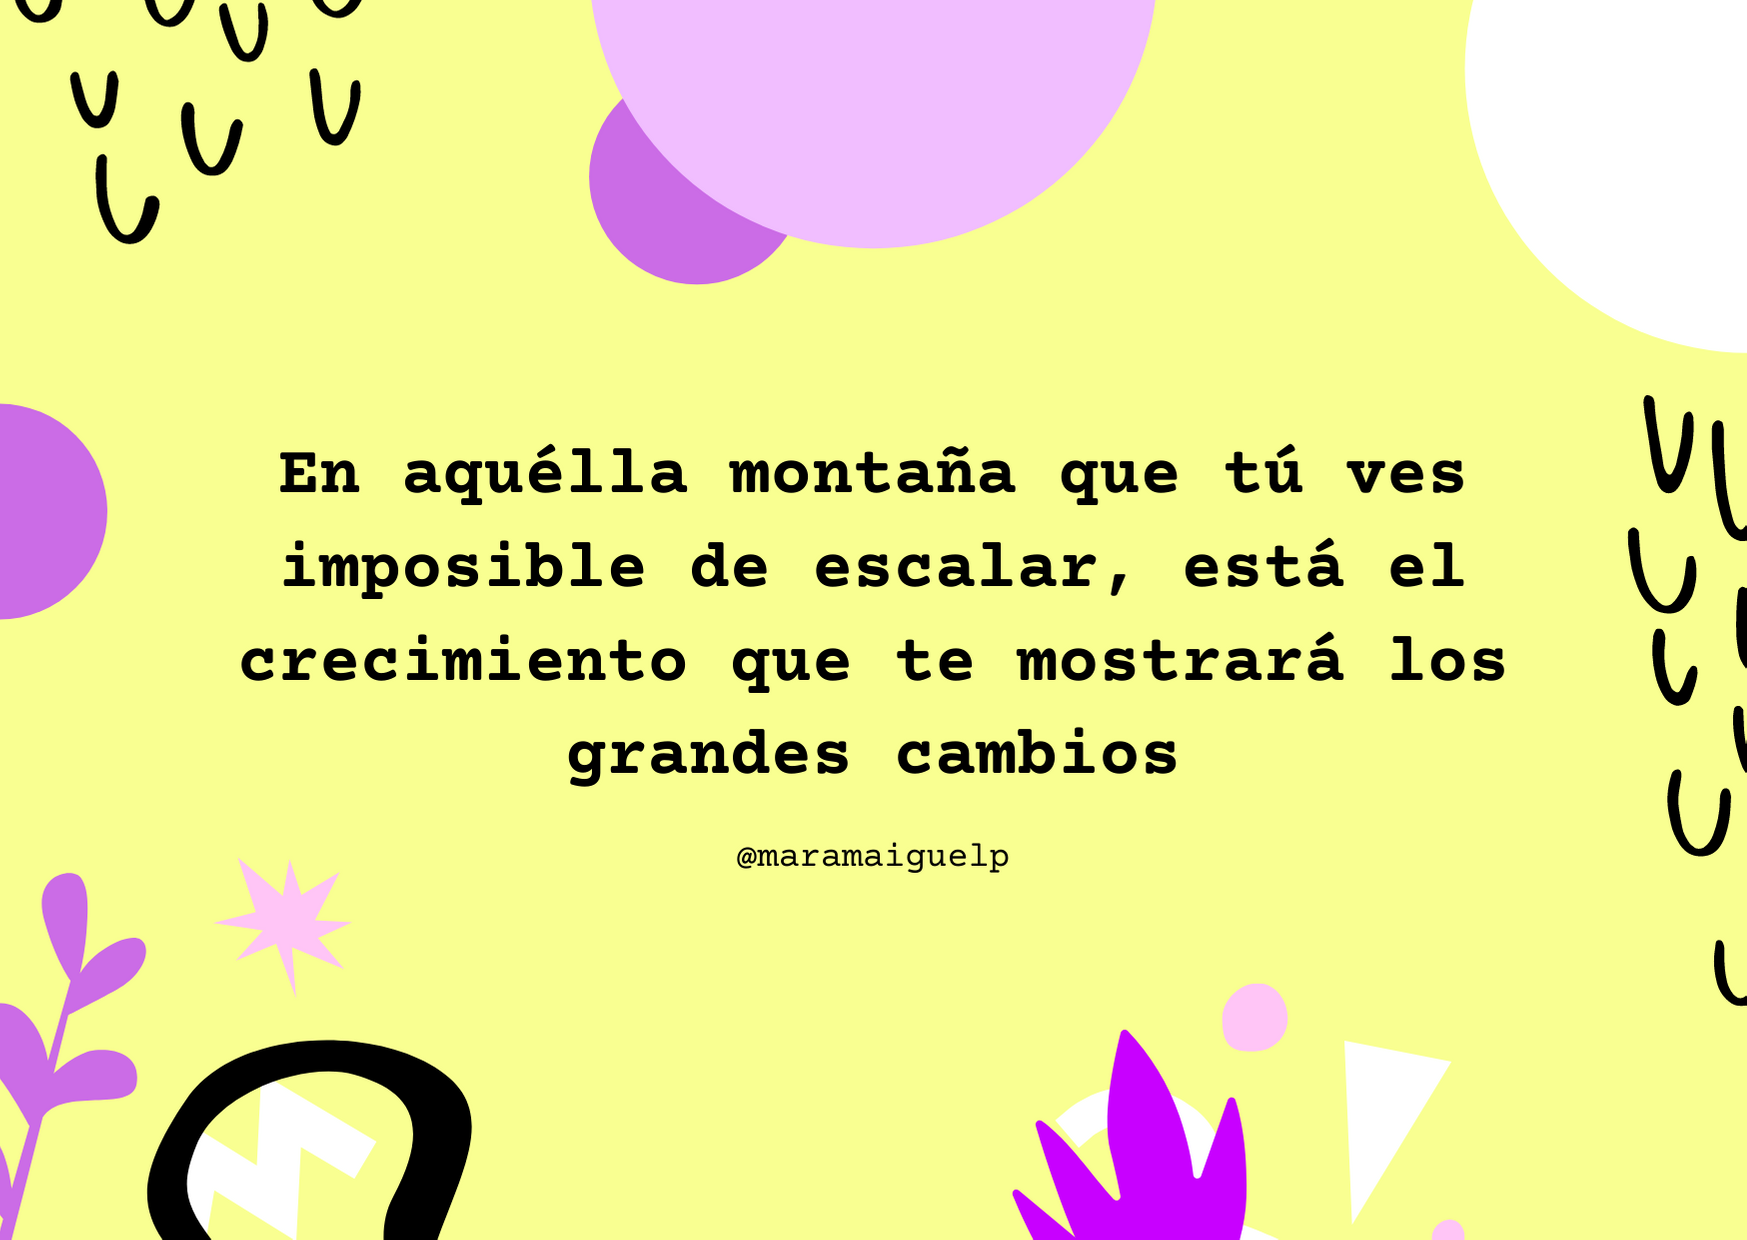 En aquélla montaña que tú ves
imposible de escalar, está el
crecimiento que te mostrará los
grandes cambios
@maramaiguelp